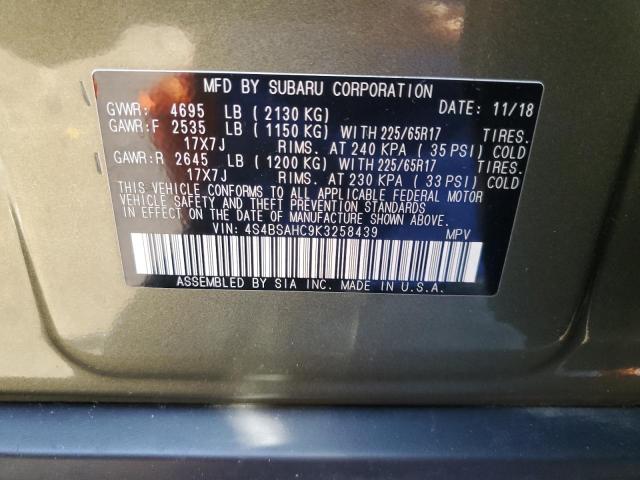 MFD BY SUBARU CORPORATION
GVWR: 4695 LB ( 2130 KG) DATE: 11/18
GAWR:F 2535 LB ( 1150 KG) WITH 225/65R17 TIRES.
17X7J RIMS. AT 240 KPA ( 35 PSI) COLD
GAWR:R 2645 LB ( 1200 KG) WITH 225/65R17 TIRES.
17X7J RIMS. AT 230 KPA ( 33 PSI) COLD
THIS VEHICLE CONFORMS TO ALL APPLICABLE FEDERAL MOTOR
VEHICLE SAFETY AND THEFT PREVENTION STANDARDS
IN EFFECT ON THE DATE OF MANUFACTURE SHOWN ABOVE.
VIN: 4S4BSAHC9K3258439 MPV
ASSEMBLED BY SIA INC. MADE IN U.S.A.